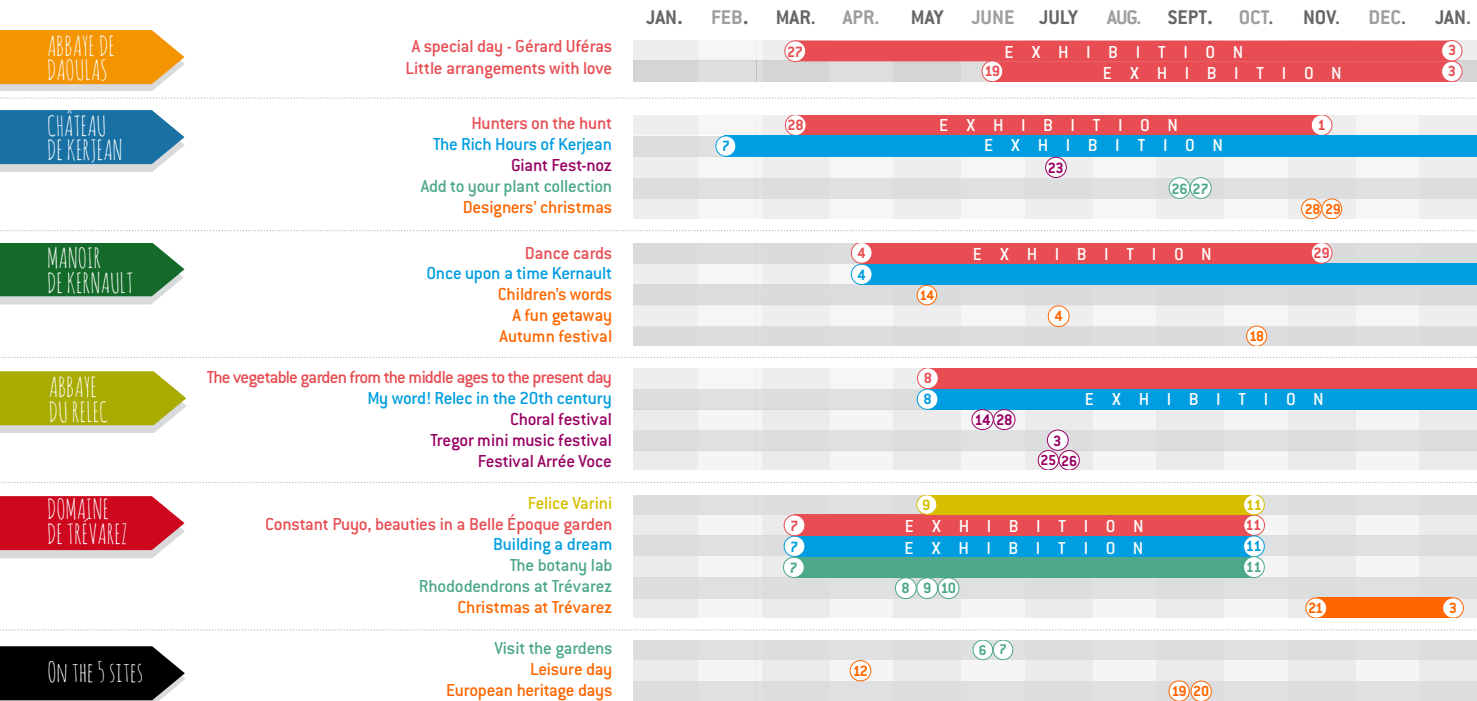 JAN. FEB. MAR. APR. MAY JUNE JULY AUG. SEPT. OCT. NOV. DEC. JAN.
ABBAYE DE
DAOULAS
A special day - Gérard Uféras 27 EXHIBITION 3
Little arrangements with love 19 EXHIBITION 3
CHÂTEAU
DE KERJEAN
Hunters on the hunt 28 EXHIBITION 1
The Rich Hours of Kerjean 7 EXHIBITION
Giant Fest-noz 23
Add to your plant collection 26 27
Designers' christmas 28 29
MANOIR
DE KERNAULT
Dance cards 4 EXHIBITION 29
Once upon a time Kernault 4
Children's words 14
A fun getaway 4
Autumn festival 18
ABBAYE
DU RELEC
The vegetable garden from the middle ages to the present day 8
My word! Relec in the 20th century 8 EXHIBITION
Choral festival 14 28
Tregor mini music festival 3
Festival Arrée Voce 25 26
DOMAINE
DE TRÉVAREZ
Felice Varini 9 11
Constant Puyo, beauties in a Belle Époque garden 7 EXHIBITION 11
Building a dream 7 EXHIBITION 11
The botany lab 7 11
Rhododendrons at Trévarez 8 9 10
Christmas at Trévarez 21 3
ON THE 5 SITES
Visit the gardens 6 7
Leisure day 12
European heritage days 19 20